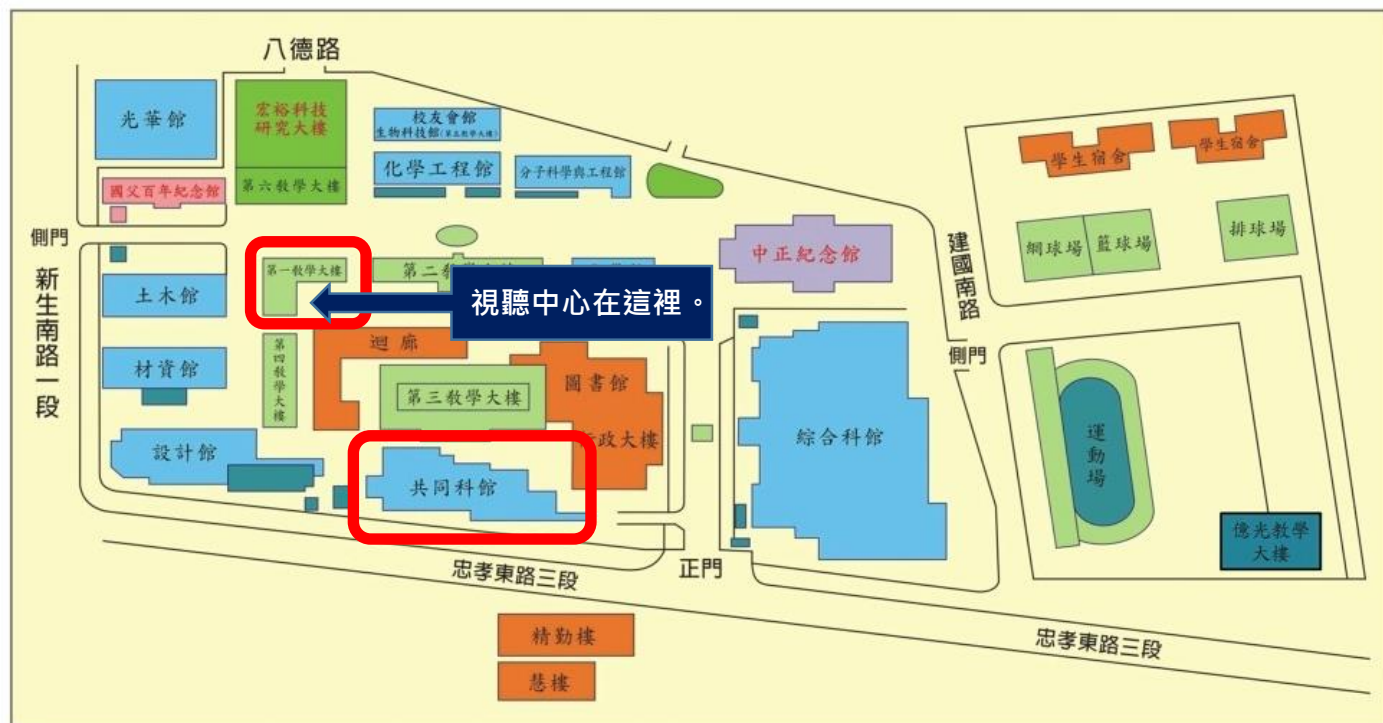 八德路
光華館
宏裕科技
研究大樓
校友會館
生物科技館(第五教學大樓)
化學工程館
分子科學與工程館
學生宿舍
學生宿舍
國父百年紀念館
第六教學大樓
側門
新生南路一段
第一教學大樓
第二教
中正紀念館
建國南路
網球場
籃球場
排球場
土木館
視聽中心在這裡。
材資館
第四教學大樓
迴廊
圖書館
側門
第三教學大樓
行政大樓
綜合科館
運動場
設計館
共同科館
億光教學
大樓
忠孝東路三段
正門
忠孝東路三段
精勤樓
慧樓